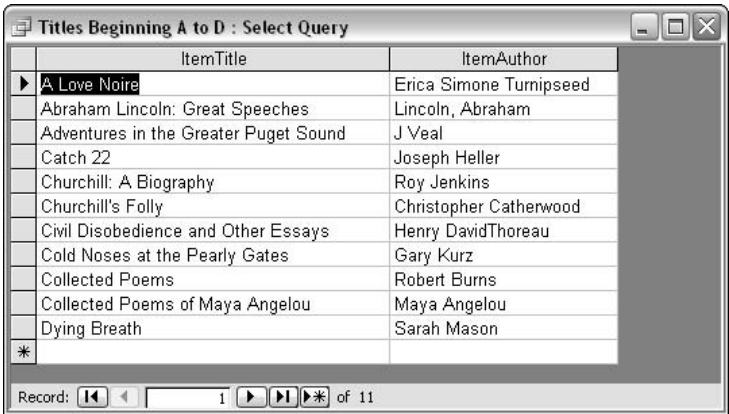 Titles Beginning A to D : Select Query
ItemTitle ItemAuthor
A Love Noire Erica Simone Turnipseed
Abraham Lincoln: Great Speeches Lincoln, Abraham
Adventures in the Greater Puget Sound J Veal
Catch 22 Joseph Heller
Churchill: A Biography Roy Jenkins
Churchill's Folly Christopher Catherwood
Civil Disobedience and Other Essays Henry DavidThoreau
Cold Noses at the Pearly Gates Gary Kurz
Collected Poems Robert Burns
Collected Poems of Maya Angelou Maya Angelou
Dying Breath Sarah Mason
Record: 1 of 11